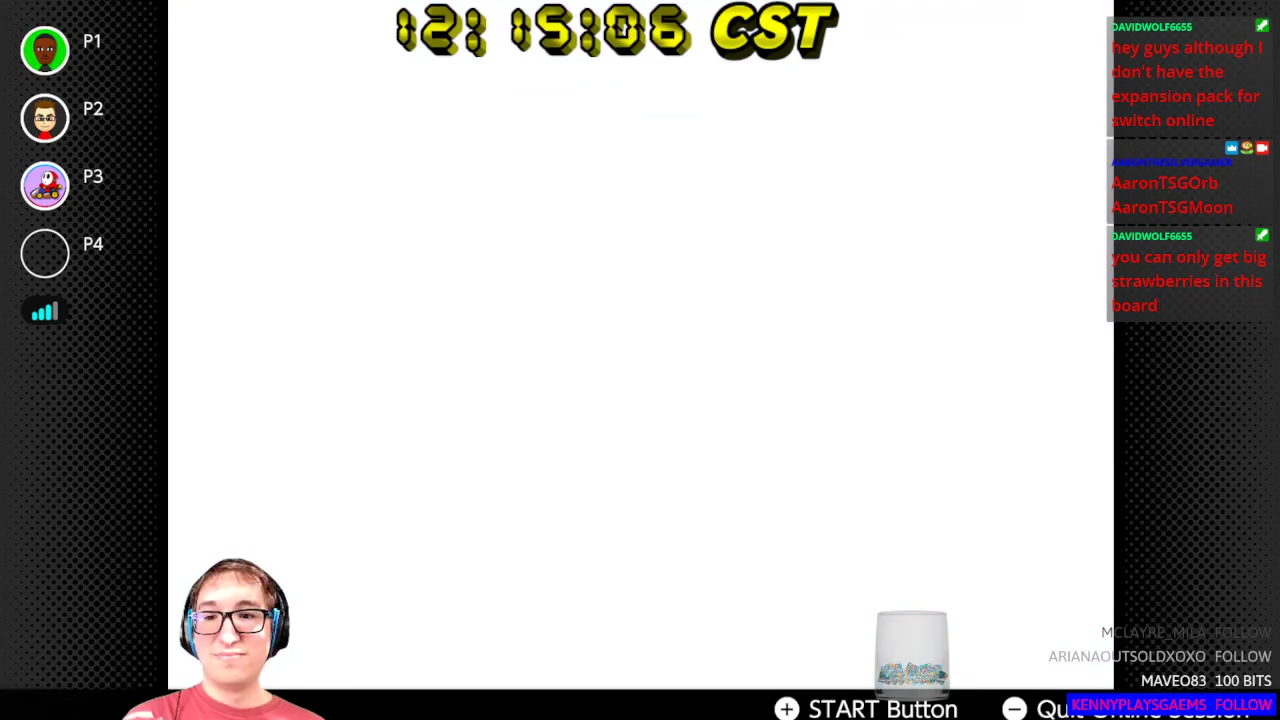 12:15:06 CST
P1
P2
P3
P4
DAVIDWOLF6655
hey guys although I
don't have the
expansion pack for
switch online
AaronTSGOrb
AaronTSGMoon
DAVIDWOLF6655
you can only get big
strawberries in this
board
MCLAYRE_MILA FOLLOW
ARIANAOUTSOLDXOXO FOLLOW
MAVEO83 100 BITS
KENNYPLAYSGAEMS FOLLOW
START Button